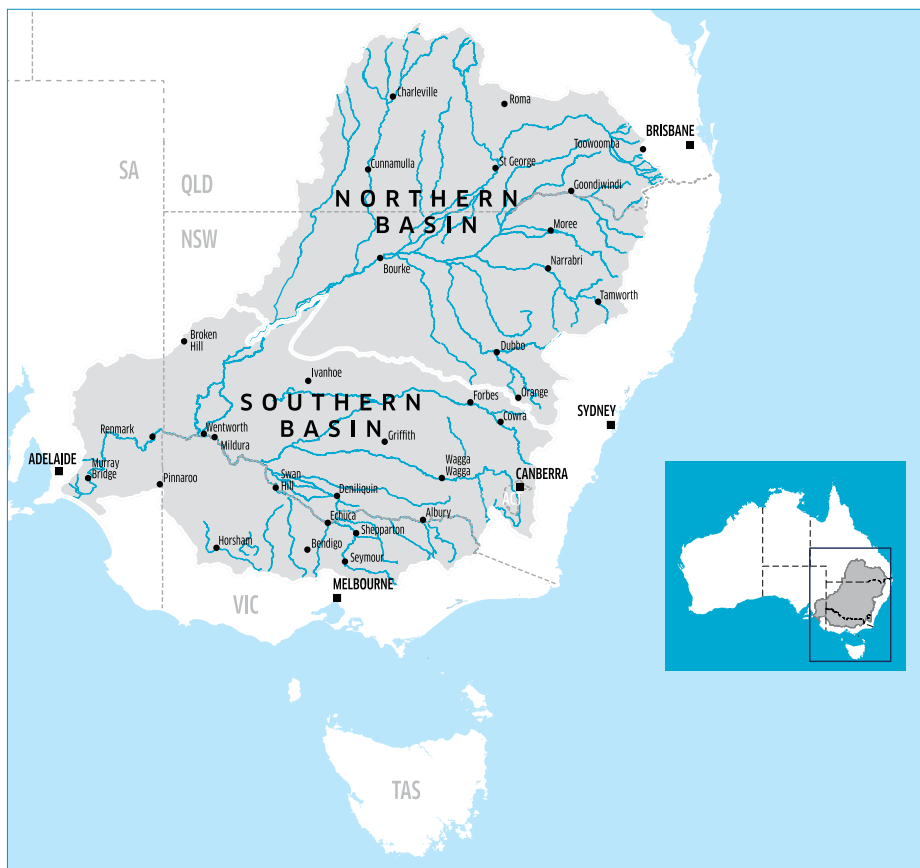 Charleville
Roma
BRISBANE
Toowoomba
SA
QLD
Cunnamulla
St George
Goondiwindi
NORTHERN
BASIN
NSW
Moree
Bourke
Narrabri
Tamworth
Broken
Hill
Dubbo
Ivanhoe
Orange
Forbes
SOUTHERN
BASIN
Cowra
SYDNEY
Renmark
Wentworth
Mildura
Griffith
ADELAIDE
Murray
Bridge
Pinnaroo
Swan
Hill
Wagga
Wagga
CANBERRA
ACT
Deniliquin
Echuca
Albury
Shepparton
Horsham
Bendigo
Seymour
MELBOURNE
VIC
TAS